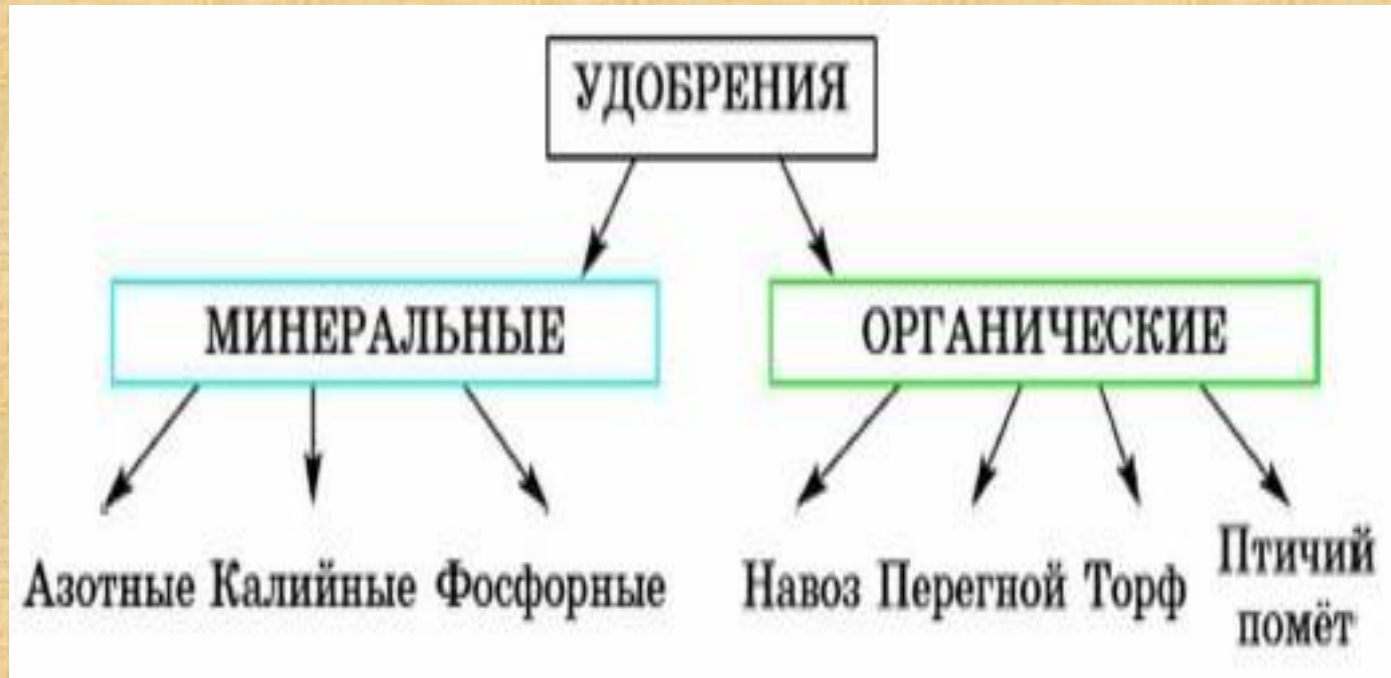 УДОБРЕНИЯ
МИНЕРАЛЬНЫЕ
ОРГАНИЧЕСКИЕ
Азотные Калийные Фосфорные
Навоз Перегной Торф Птичий
помёт